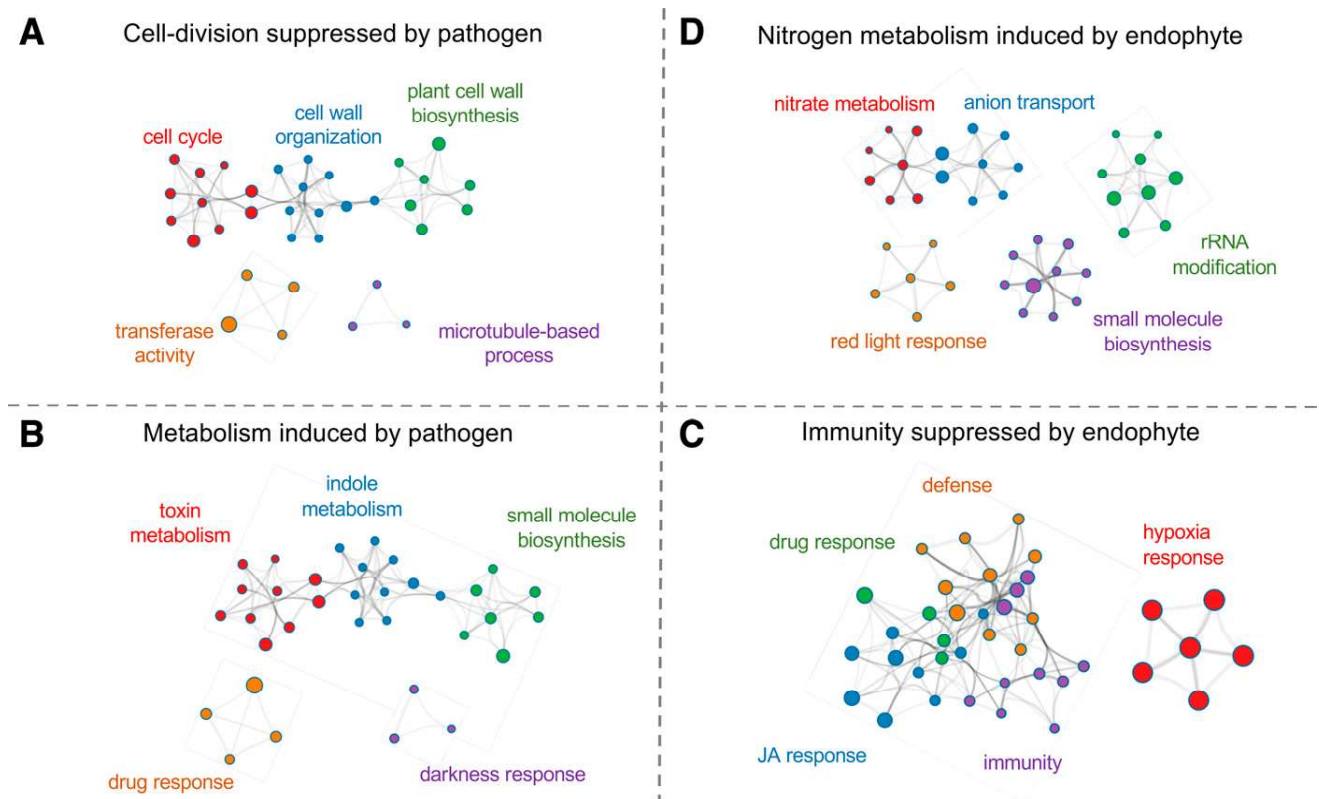 A
Cell-division suppressed by pathogen
plant cell wall
biosynthesis
cell wall
organization
cell cycle
transferase
activity
microtubule-based
process
D
Nitrogen metabolism induced by endophyte
nitrate metabolism
anion transport
rRNA
modification
red light response
small molecule
biosynthesis
B
Metabolism induced by pathogen
indole
metabolism
toxin
metabolism
small molecule
biosynthesis
drug response
darkness response
C
Immunity suppressed by endophyte
defense
hypoxia
response
drug response
JA response
immunity